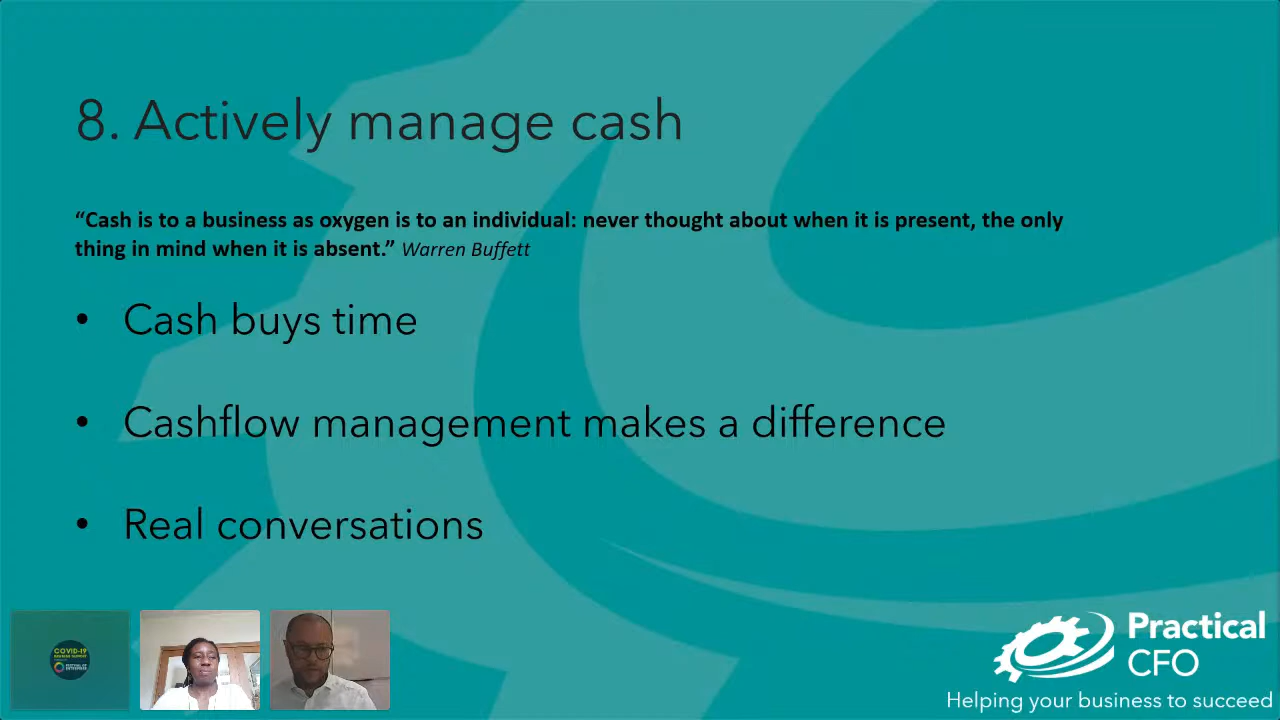 8. Actively manage cash
“Cash is to a business as oxygen is to an individual: never thought about when it is present, the only
thing in mind when it is absent.” Warren Buffett
• Cash buys time
• Cashflow management makes a difference
• Real conversations
COVID-19
Practical
CFO
Helping your business to succeed